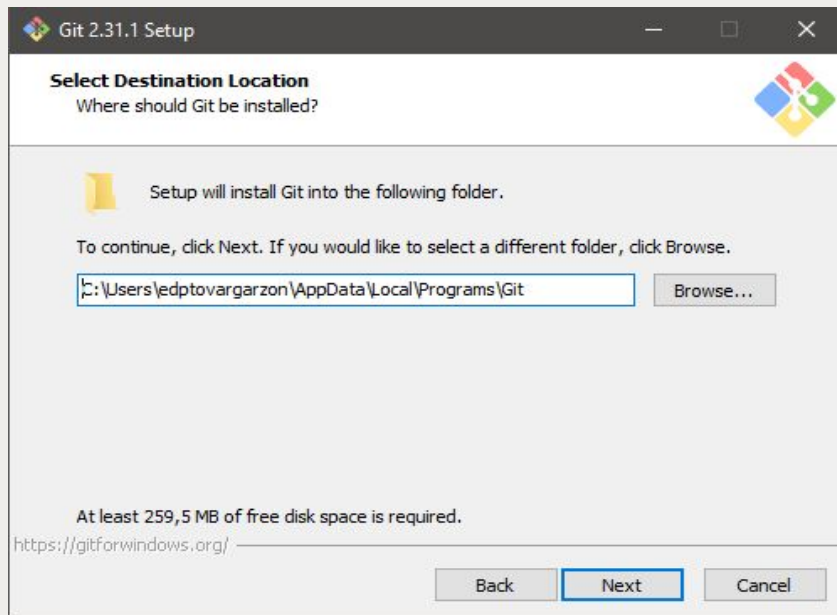 Git 2.31.1 Setup
Select Destination Location
Where should Git be installed?
Setup will install Git into the following folder.
To continue, click Next. If you would like to select a different folder, click Browse.
C:\Users\edptovargarzon\AppData\Local\Programs\Git
Browse...
At least 259,5 MB of free disk space is required.
https://gitforwindows.org/
Back
Next
Cancel